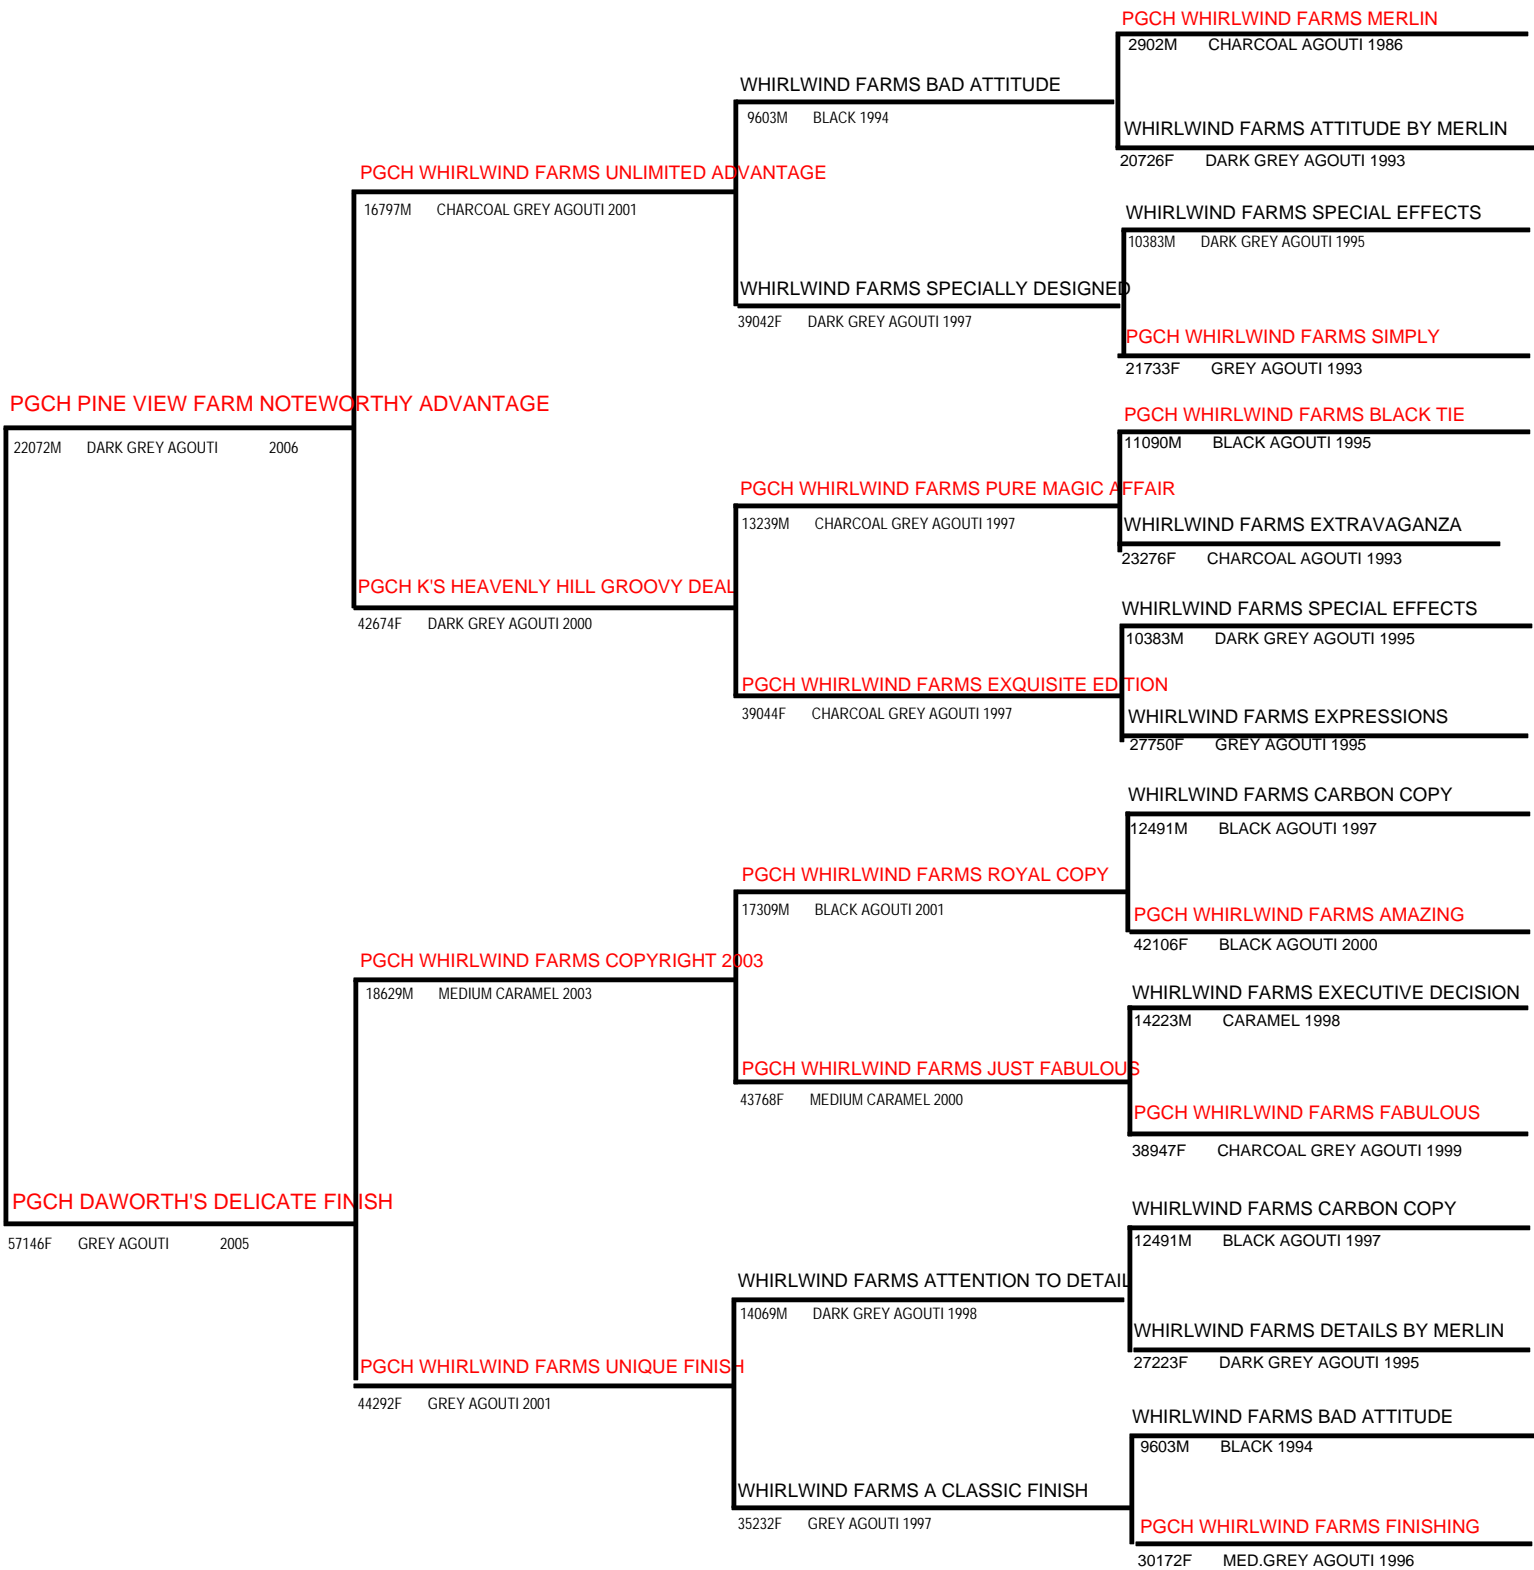 PGCH WHIRLWIND FARMS MERLIN
2902M CHARCOAL AGOUTI 1986
WHIRLWIND FARMS BAD ATTITUDE
9603M BLACK 1994
WHIRLWIND FARMS ATTITUDE BY MERLIN
20726F DARK GREY AGOUTI 1993
PGCH WHIRLWIND FARMS UNLIMITED ADVANTAGE
16797M CHARCOAL GREY AGOUTI 2001
WHIRLWIND FARMS SPECIAL EFFECTS
10383M DARK GREY AGOUTI 1995
WHIRLWIND FARMS SPECIALLY DESIGNED
39042F DARK GREY AGOUTI 1997
PGCH WHIRLWIND FARMS SIMPLY
21733F GREY AGOUTI 1993
PGCH PINE VIEW FARM NOTEWORTHY ADVANTAGE
22072M DARK GREY AGOUTI 2006
PGCH WHIRLWIND FARMS BLACK TIE
11090M BLACK AGOUTI 1995
PGCH WHIRLWIND FARMS PURE MAGIC AFFAIR
13239M CHARCOAL GREY AGOUTI 1997
WHIRLWIND FARMS EXTRAVAGANZA
23276F CHARCOAL AGOUTI 1993
PGCH K'S HEAVENLY HILL GROOVY DEAL
42674F DARK GREY AGOUTI 2000
WHIRLWIND FARMS SPECIAL EFFECTS
10383M DARK GREY AGOUTI 1995
PGCH WHIRLWIND FARMS EXQUISITE EDITION
39044F CHARCOAL GREY AGOUTI 1997
WHIRLWIND FARMS EXPRESSIONS
27750F GREY AGOUTI 1995
WHIRLWIND FARMS CARBON COPY
12491M BLACK AGOUTI 1997
PGCH WHIRLWIND FARMS ROYAL COPY
17309M BLACK AGOUTI 2001
PGCH WHIRLWIND FARMS AMAZING
42106F BLACK AGOUTI 2000
PGCH WHIRLWIND FARMS COPYRIGHT 2003
18629M MEDIUM CARAMEL 2003
WHIRLWIND FARMS EXECUTIVE DECISION
14223M CARAMEL 1998
PGCH WHIRLWIND FARMS JUST FABULOUS
43768F MEDIUM CARAMEL 2000
PGCH WHIRLWIND FARMS FABULOUS
38947F CHARCOAL GREY AGOUTI 1999
PGCH DAWORTH'S DELICATE FINISH
57146F GREY AGOUTI 2005
WHIRLWIND FARMS CARBON COPY
12491M BLACK AGOUTI 1997
WHIRLWIND FARMS ATTENTION TO DETAIL
14069M DARK GREY AGOUTI 1998
WHIRLWIND FARMS DETAILS BY MERLIN
27223F DARK GREY AGOUTI 1995
PGCH WHIRLWIND FARMS UNIQUE FINISH
44292F GREY AGOUTI 2001
WHIRLWIND FARMS BAD ATTITUDE
9603M BLACK 1994
WHIRLWIND FARMS A CLASSIC FINISH
35232F GREY AGOUTI 1997
PGCH WHIRLWIND FARMS FINISHING
30172F MED.GREY AGOUTI 1996